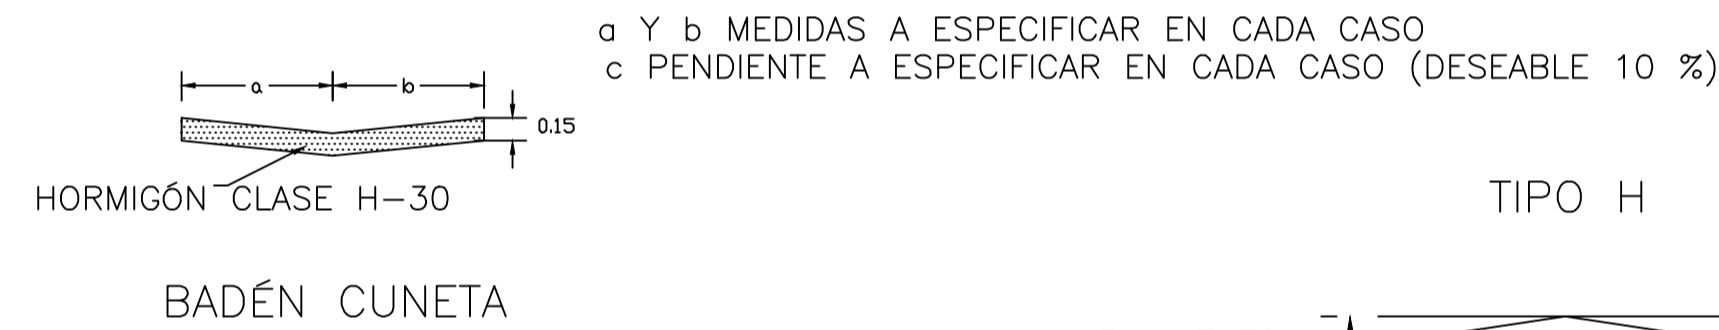 a Y b MEDIDAS A ESPECIFICAR EN CADA CASO
c PENDIENTE A ESPECIFICAR EN CADA CASO (DESEABLE 10 %)
a
b
0.15
HORMIGÓN CLASE H-30
TIPO H
BADÉN CUNETA